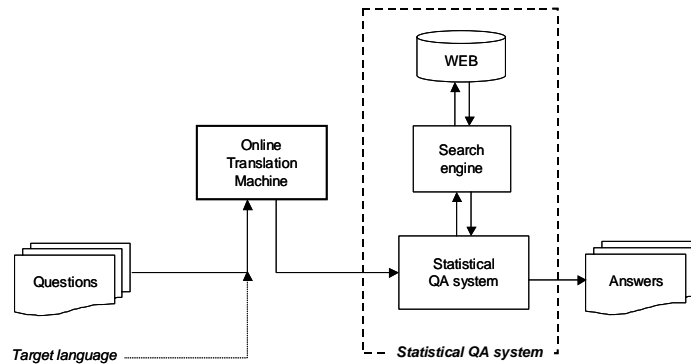 WEB
Online
Translation
Machine
Search
engine
Questions
Statistical
QA system
Answers
Target language
Statistical QA system